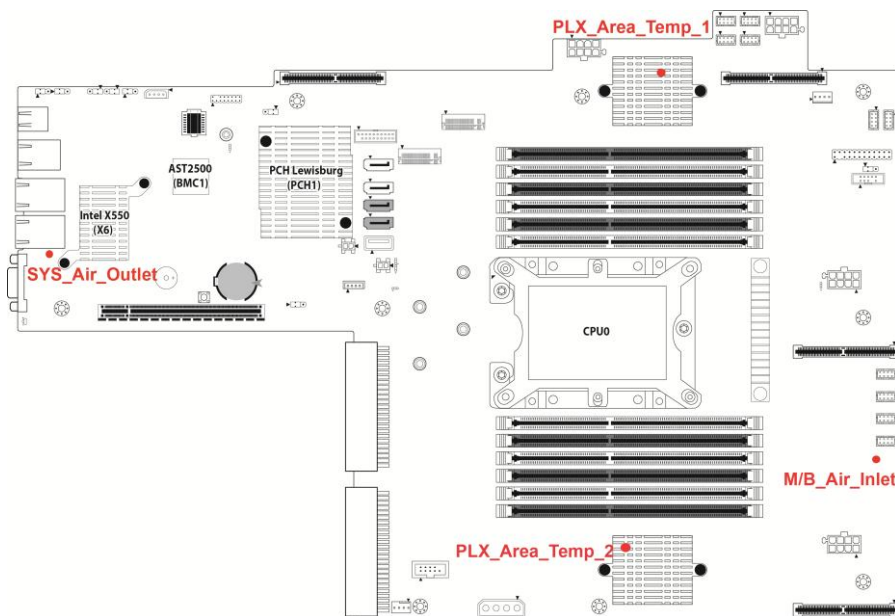 PLX_Area_Temp_1
AST2500
(BMC1)
PCH Lewisburg
(PCH1)
Intel X550
(X6)
SYS_Air_Outlet
CPU0
M/B_Air_Inlet
PLX_Area_Temp_2